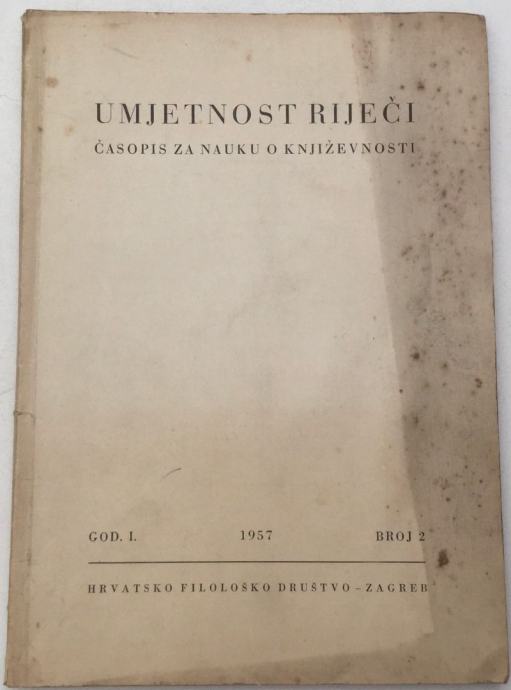 UMJETNOST RIJEČI
ČASOPIS ZA NAUKU O KNJIŽEVNOSTI
GOD. I. 1957 BROJ 2
HRVATSKO FILOLOŠKO DRUŠTVO – ZAGREB